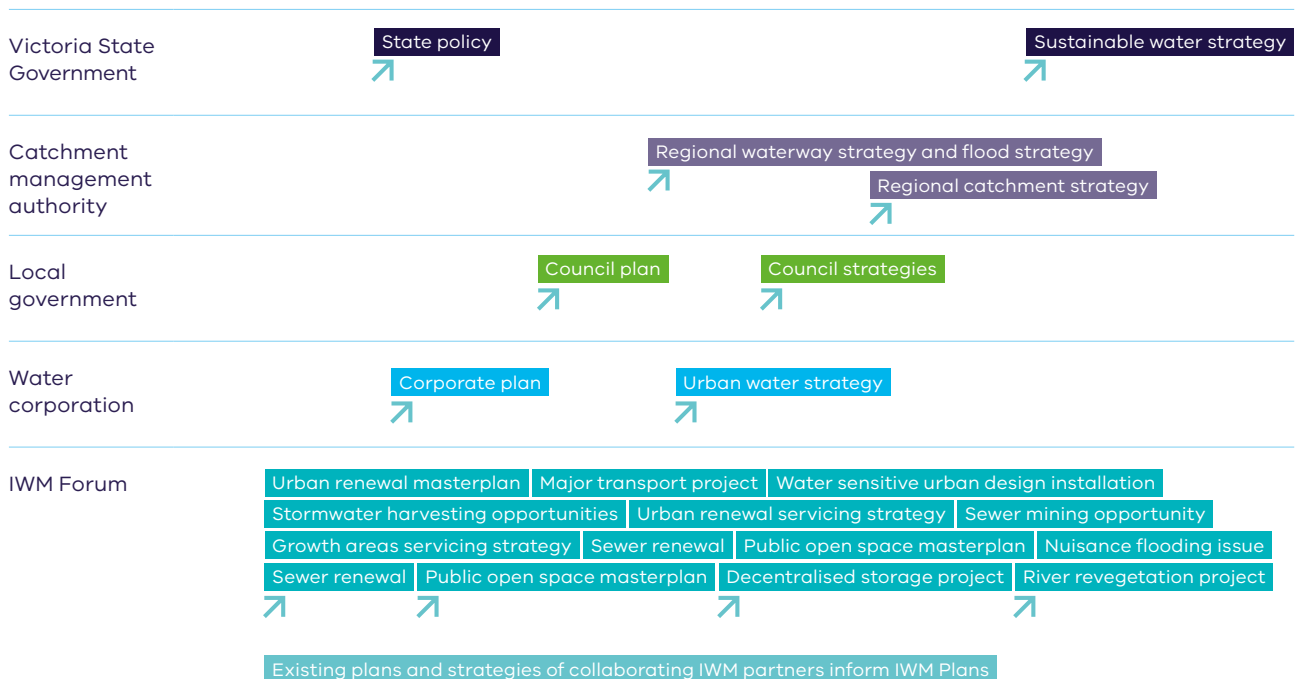 Victoria State
Government
State policy
Sustainable water strategy
Catchment
management
authority
Regional waterway strategy and flood strategy
Regional catchment strategy
Local
government
Council plan
Council strategies
Water
corporation
Corporate plan
Urban water strategy
IWM Forum
Urban renewal masterplan
Major transport project
Water sensitive urban design installation
Stormwater harvesting opportunities
Urban renewal servicing strategy
Sewer mining opportunity
Growth areas servicing strategy
Sewer renewal
Public open space masterplan
Nuisance flooding issue
Sewer renewal
Public open space masterplan
Decentralised storage project
River revegetation project
Existing plans and strategies of collaborating IWM partners inform IWM Plans